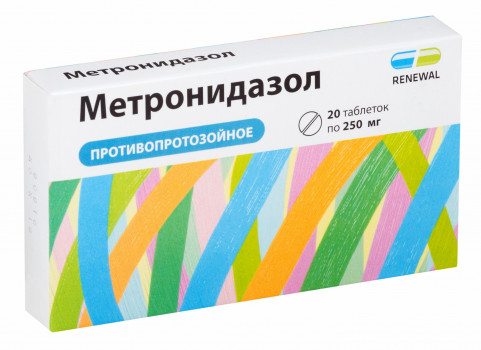 Метронидазол
Метронидазол
ПРОТИВОПРОТОЗОЙНОЕ
RENEWAL
20 таблеток
по 250 мг